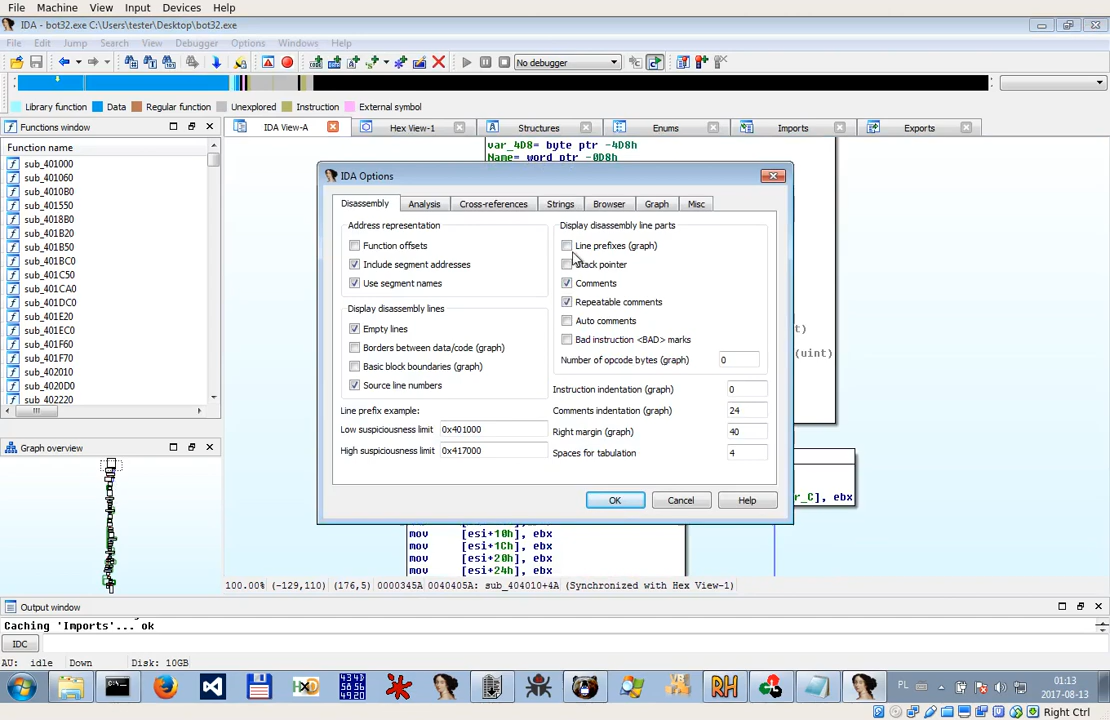 File Machine View Input Devices Help
IDA - bot32.exe C:\Users\tester\Desktop\bot32.exe
File Edit Jump Search View Debugger Options Windows Help
No debugger
Library function Data Regular function Unexplored Instruction External symbol
Functions window
IDA View-A Hex View-1 Structures Enums Imports Exports
Function name
sub_401000
sub_401060
sub_4010B0
sub_401550
sub_4018B0
sub_401B20
sub_401B50
sub_401BC0
sub_401C50
sub_401CA0
sub_401DC0
sub_401E20
sub_401EC0
sub_401F60
sub_401F70
sub_402010
sub_4020D0
sub_402220
var_4D8= byte ptr -4D8h
Name= word ptr -0D8h
IDA Options
Disassembly Analysis Cross-references Strings Browser Graph Misc
Address representation
Function offsets
Include segment addresses
Use segment names
Display disassembly lines
Empty lines
Borders between data/code (graph)
Basic block boundaries (graph)
Source line numbers
Line prefix example:
Low suspiciousness limit 0x401000
High suspiciousness limit 0x417000
Display disassembly line parts
Line prefixes (graph)
Stack pointer
Comments
Repeatable comments
Auto comments
Bad instruction <BAD> marks
Number of opcode bytes (graph) 0
Instruction indentation (graph) 0
Comments indentation (graph) 24
Right margin (graph) 40
Spaces for tabulation 4
OK Cancel Help
t)
(uint)
r_C], ebx
mov [esi+10h], ebx
mov [esi+1Ch], ebx
mov [esi+20h], ebx
mov [esi+24h], ebx
Graph overview
100.00% (-129,110) (176,5) 0000345A 0040405A: sub_404010+4A (Synchronized with Hex View-1)
Output window
Caching 'Imports'... ok
IDC
AU: idle Down Disk: 10GB
PL
01:13
2017-08-13
Right Ctrl